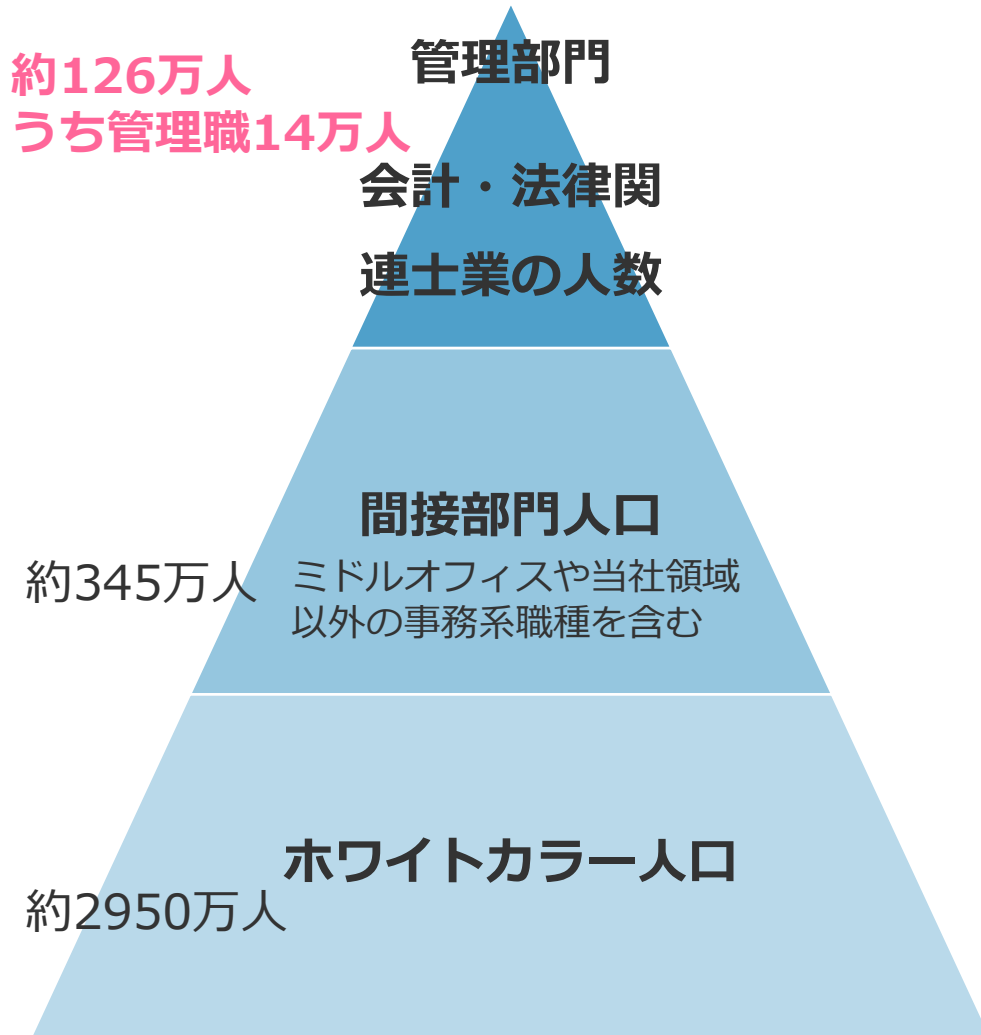 管理部門
約126万人
うち管理職14万人
会計・法律関
連士業の人数
間接部門人口
約345万人
ミドルオフィスや当社領域
以外の事務系職種を含む
ホワイトカラー人口
約2950万人